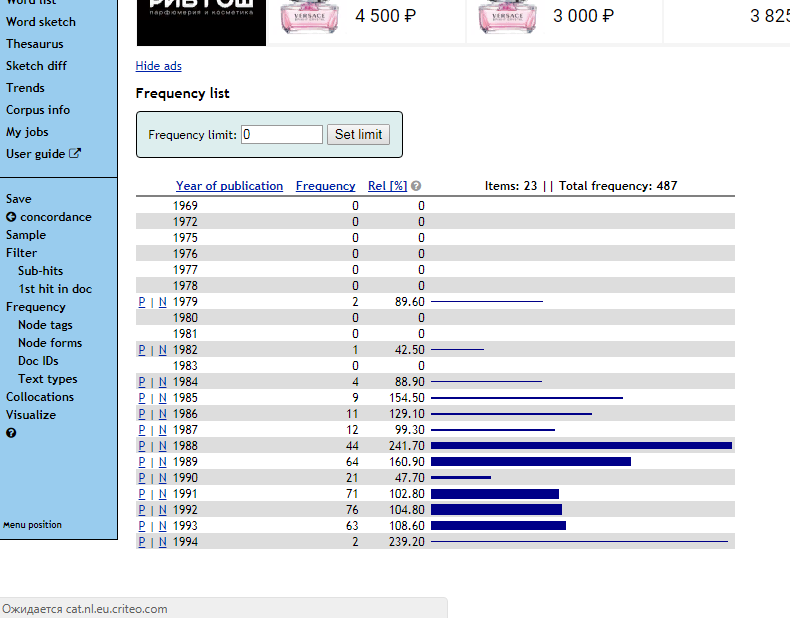 Word list
Word sketch
Thesaurus
Sketch diff
Trends
Corpus info
My jobs
User guide
Save
concordance
Sample
Filter
Sub-hits
1st hit in doc
Frequency
Node tags
Node forms
Doc IDs
Text types
Collocations
Visualize
Menu position
РИВГОШ
парфюмерия и косметика
VERSACE
4 500 ₽
VERSACE
3 000 ₽
3 825
Hide ads
Frequency list
Frequency limit: 0 Set limit
Year of publication Frequency Rel [%] Items: 23 || Total frequency: 487
1969 0 0
1972 0 0
1975 0 0
1976 0 0
1977 0 0
1978 0 0
P | N 1979 2 89.60
1980 0 0
1981 0 0
P | N 1982 1 42.50
1983 0 0
P | N 1984 4 88.90
P | N 1985 9 154.50
P | N 1986 11 129.10
P | N 1987 12 99.30
P | N 1988 44 241.70
P | N 1989 64 160.90
P | N 1990 21 47.70
P | N 1991 71 102.80
P | N 1992 76 104.80
P | N 1993 63 108.60
P | N 1994 2 239.20
Ожидается cat.nl.eu.criteo.com